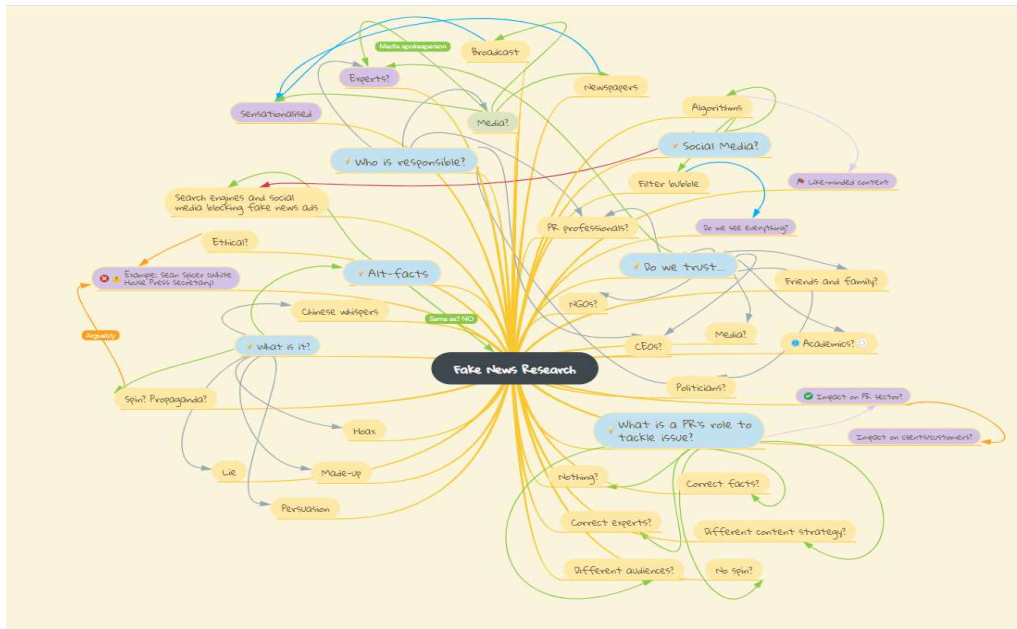 Media spokesperson
Broadcast
Experts?
Newspapers
Sensationalised
Algorithms
Media?
Who is responsible?
Social Media?
Filter bubble
Like-minded content
Search engines and social
media blocking fake news ads
PR professionals?
Do we see everything?
Ethical?
Alt-facts
Do we trust...
Example: Sean Spicer (White
House Press Secretary)
Friends and family?
Chinese whispers
NGOs?
Same as? NO
Arguably
What is it?
CEOs?
Media?
Academics?
Fake News Research
Politicians?
Spin? Propaganda?
Impact on PR sector?
What is a PR's role to
tackle issue?
Impact on clients/customers?
Hoax
Lie
Made-up
Nothing?
Correct facts?
Persuasion
Correct experts?
Different content strategy?
Different audiences?
No spin?